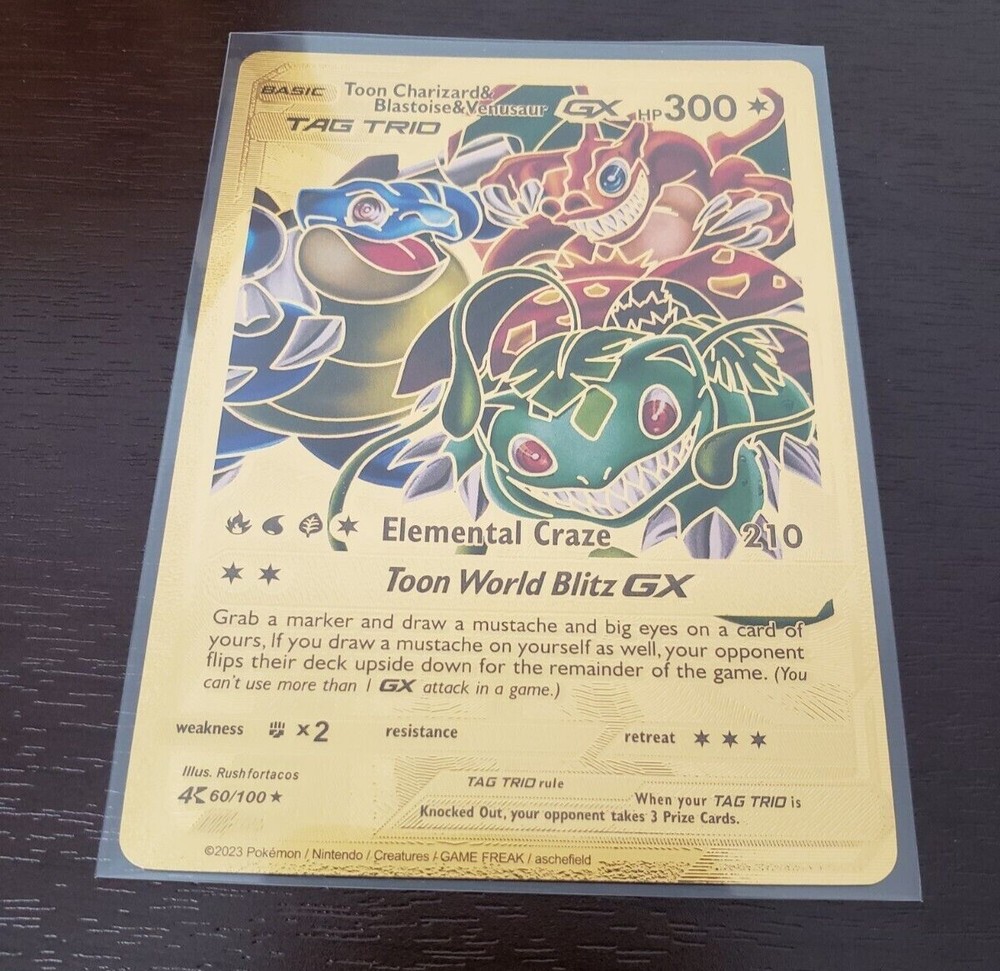 BASIC Toon Charizard&
Blastoise&Venusaur GX HP300
TAG TRIO
Elemental Craze 210
Toon World Blitz GX
Grab a marker and draw a mustache and big eyes on a card of
yours, If you draw a mustache on yourself as well, your opponent
flips their deck upside down for the remainder of the game. (You
can't use more than 1 GX attack in a game.)
weakness ×2 resistance retreat
Illus. Rushfortacos
4K 60/100★
TAG TRIO rule
When your TAG TRIO is
Knocked Out, your opponent takes 3 Prize Cards.
©2023 Pokémon / Nintendo / Creatures / GAME FREAK / aschefield